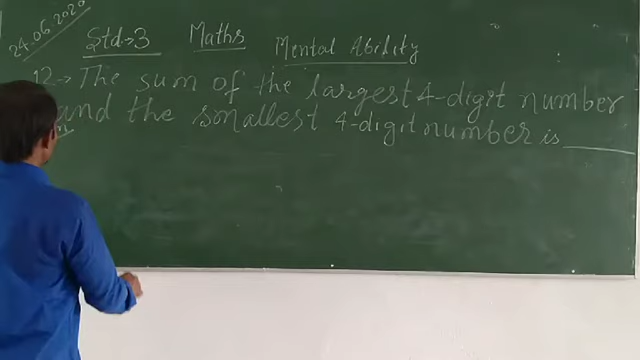 24.06.2020
Std→3 Maths Mental Ability
12→ The sum of the largest 4-digit number
and the smallest 4-digit number is ______